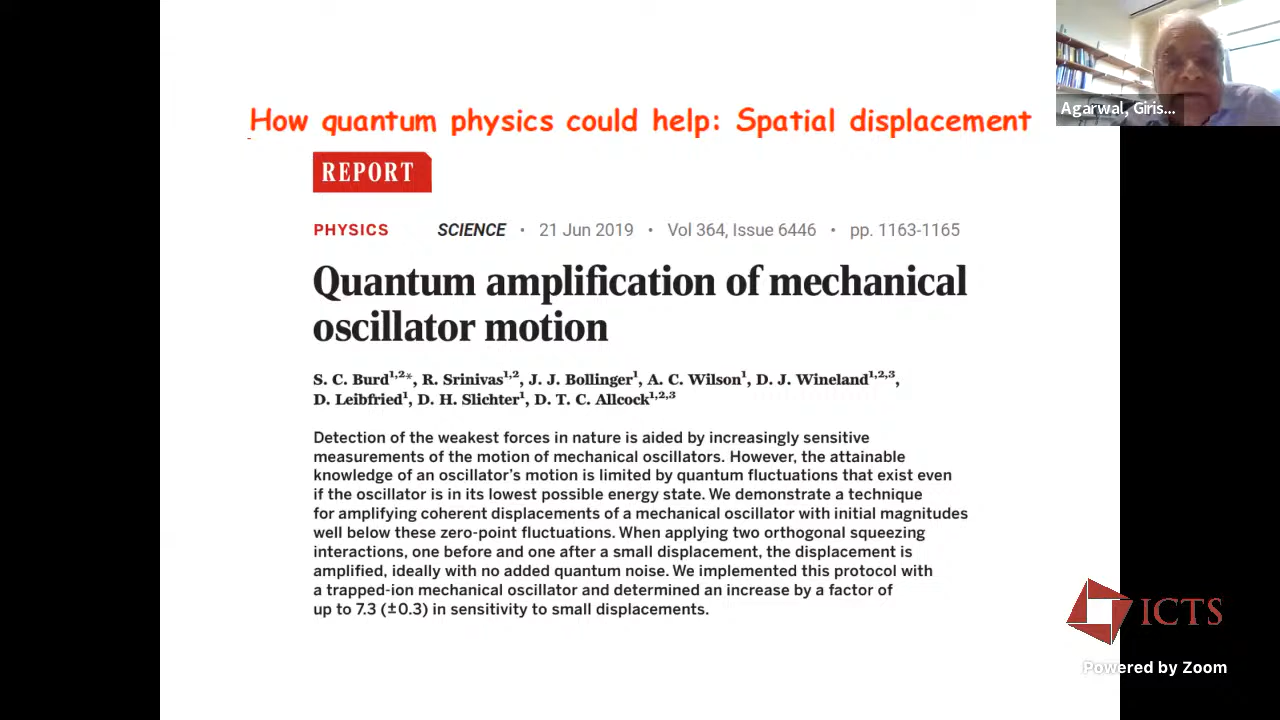 How quantum physics could help: Spatial displacement
Agarwal, Giris...
REPORT
PHYSICS SCIENCE • 21 Jun 2019 • Vol 364, Issue 6446 • pp. 1163-1165
Quantum amplification of mechanical
oscillator motion
S. C. Burd¹,²*, R. Srinivas¹,², J. J. Bollinger¹, A. C. Wilson¹, D. J. Wineland¹,²,³,
D. Leibfried¹, D. H. Slichter¹, D. T. C. Allcock¹,²,³
Detection of the weakest forces in nature is aided by increasingly sensitive
measurements of the motion of mechanical oscillators. However, the attainable
knowledge of an oscillator's motion is limited by quantum fluctuations that exist even
if the oscillator is in its lowest possible energy state. We demonstrate a technique
for amplifying coherent displacements of a mechanical oscillator with initial magnitudes
well below these zero-point fluctuations. When applying two orthogonal squeezing
interactions, one before and one after a small displacement, the displacement is
amplified, ideally with no added quantum noise. We implemented this protocol with
a trapped-ion mechanical oscillator and determined an increase by a factor of
up to 7.3 (±0.3) in sensitivity to small displacements.
ICTS
Powered by Zoom